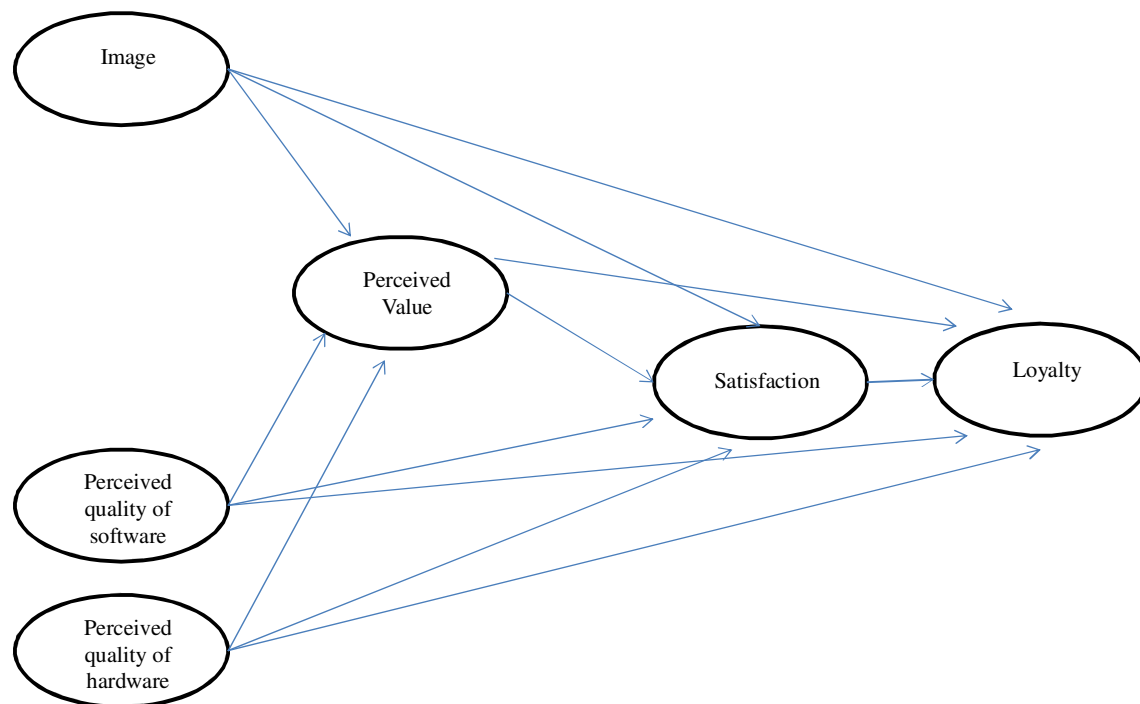 Image
Perceived
Value
Satisfaction
Loyalty
Perceived
quality of
software
Perceived
quality of
hardware